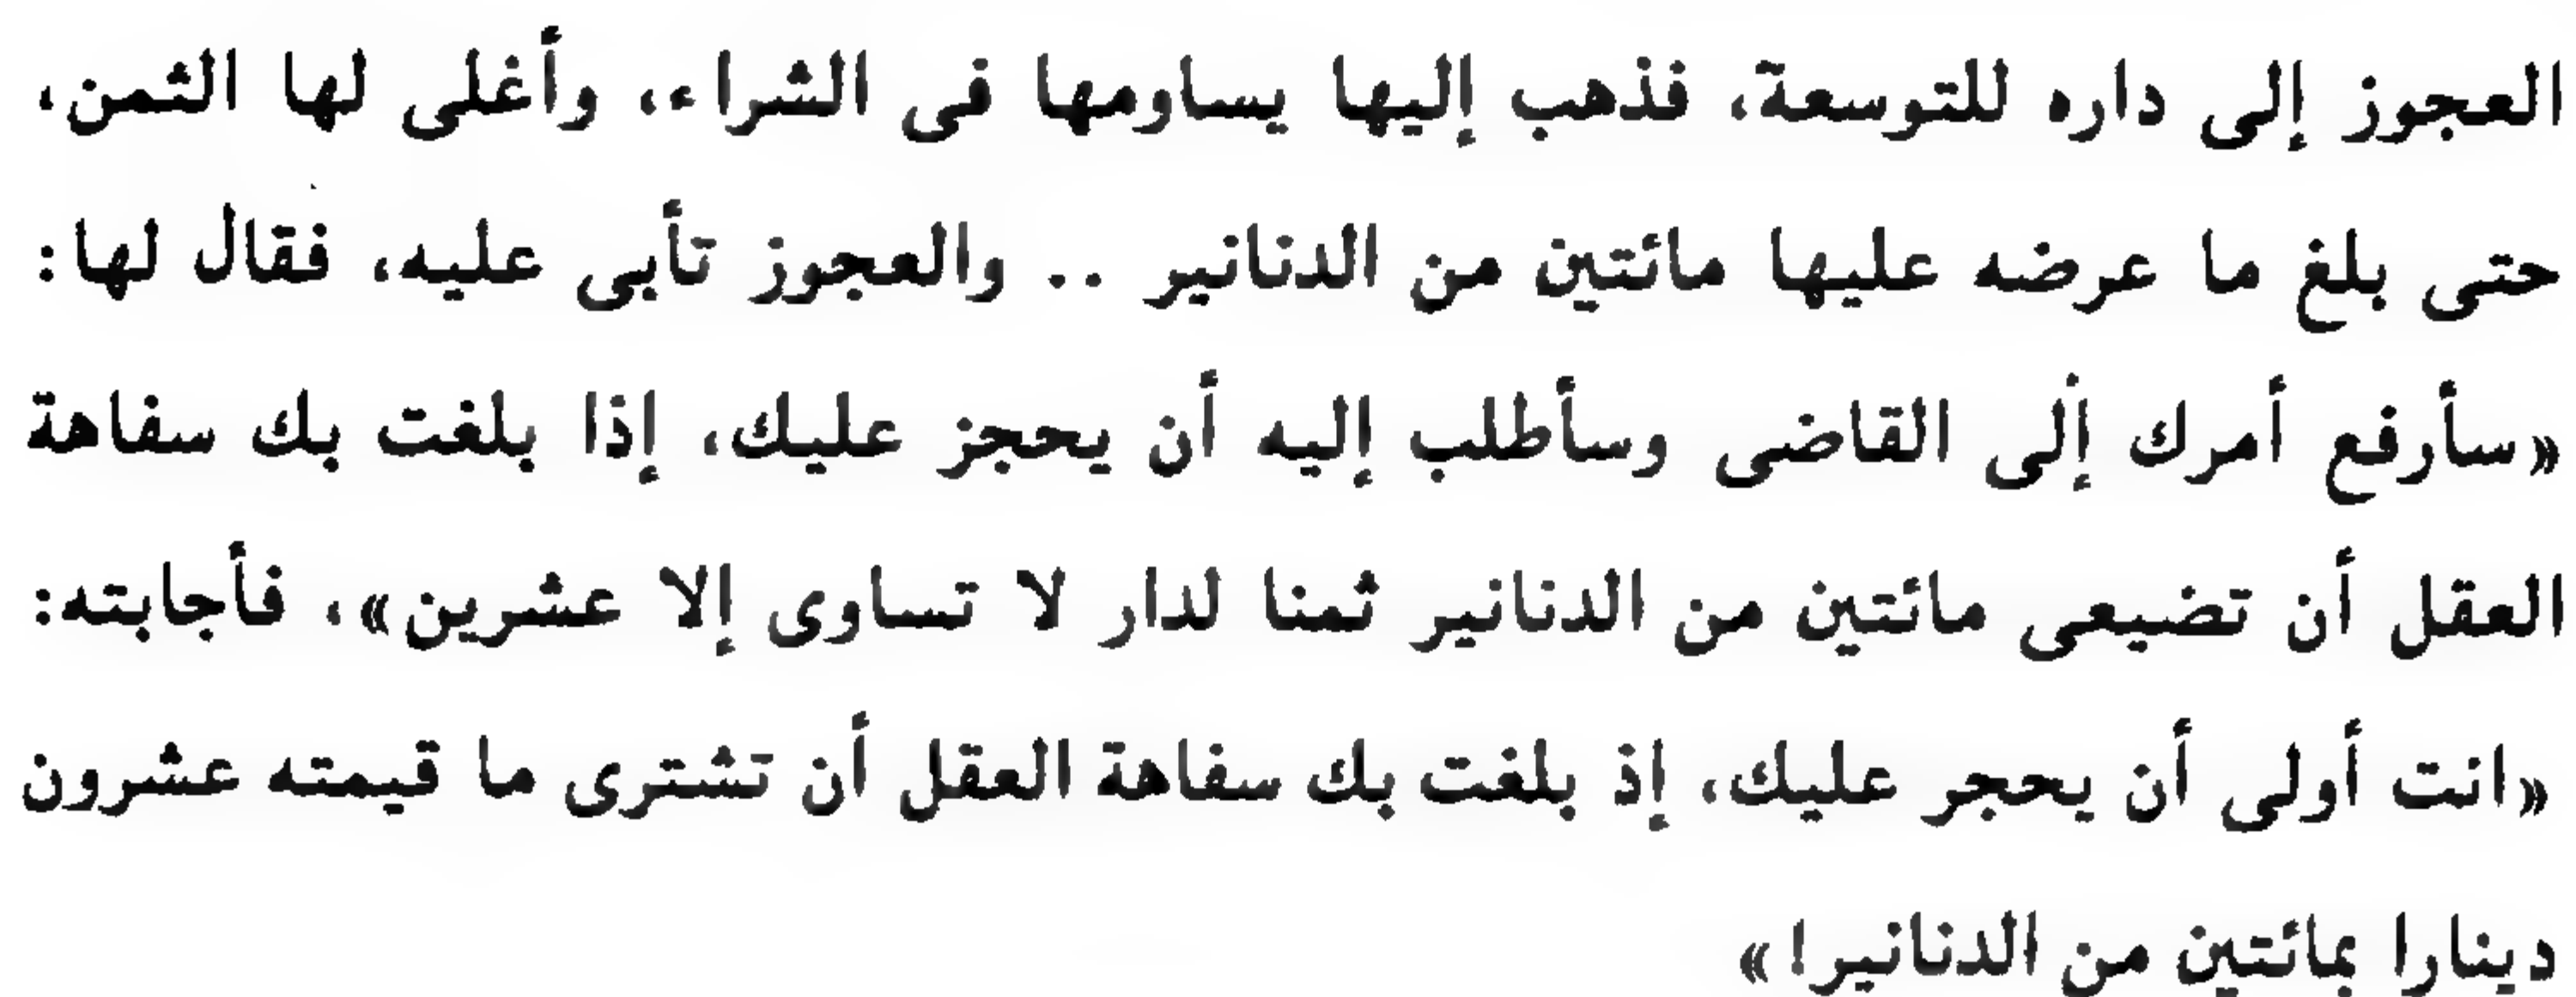 العجوز إلى داره للتوسعة، فذهب إليها يساومها فى الشراء، وأغلى لها الثمن،
حتى بلغ ما عرضه عليها مائتين من الدنانير .. والعجوز تأبى عليه، فقال لها:
«سأرفع أمرك إلى القاضى وسأطلب إليه أن يحجز عليك، إذا بلغت بك سفاهة
العقل أن تضيعى مائتين من الدنانير ثمنا لدار لا تساوى إلا عشرين»، فأجابته:
«انت أولى أن يحجر عليك، إذ بلغت بك سفاهة العقل أن تشترى ما قيمته عشرون
دينارا بمائتين من الدنانير! »